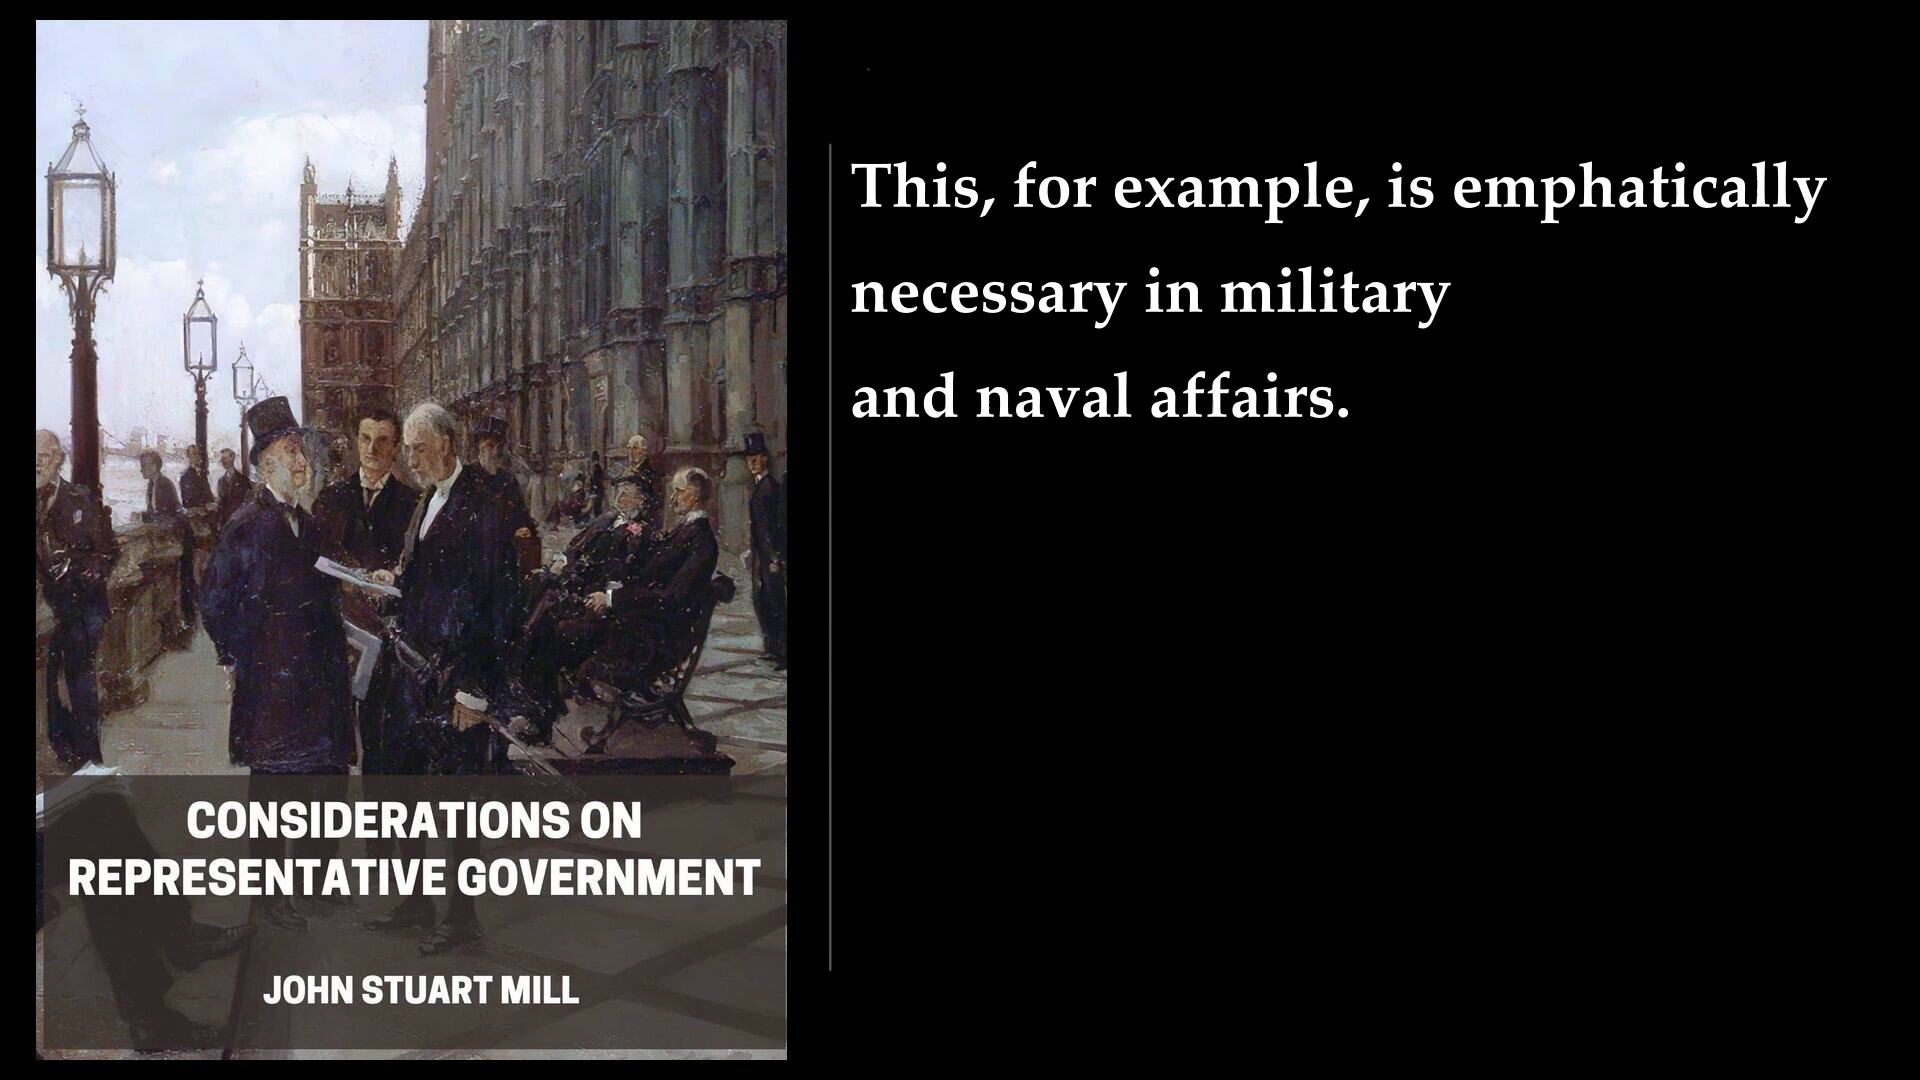 This, for example, is emphatically
necessary in military
and naval affairs.
CONSIDERATIONS ON
REPRESENTATIVE GOVERNMENT
JOHN STUART MILL